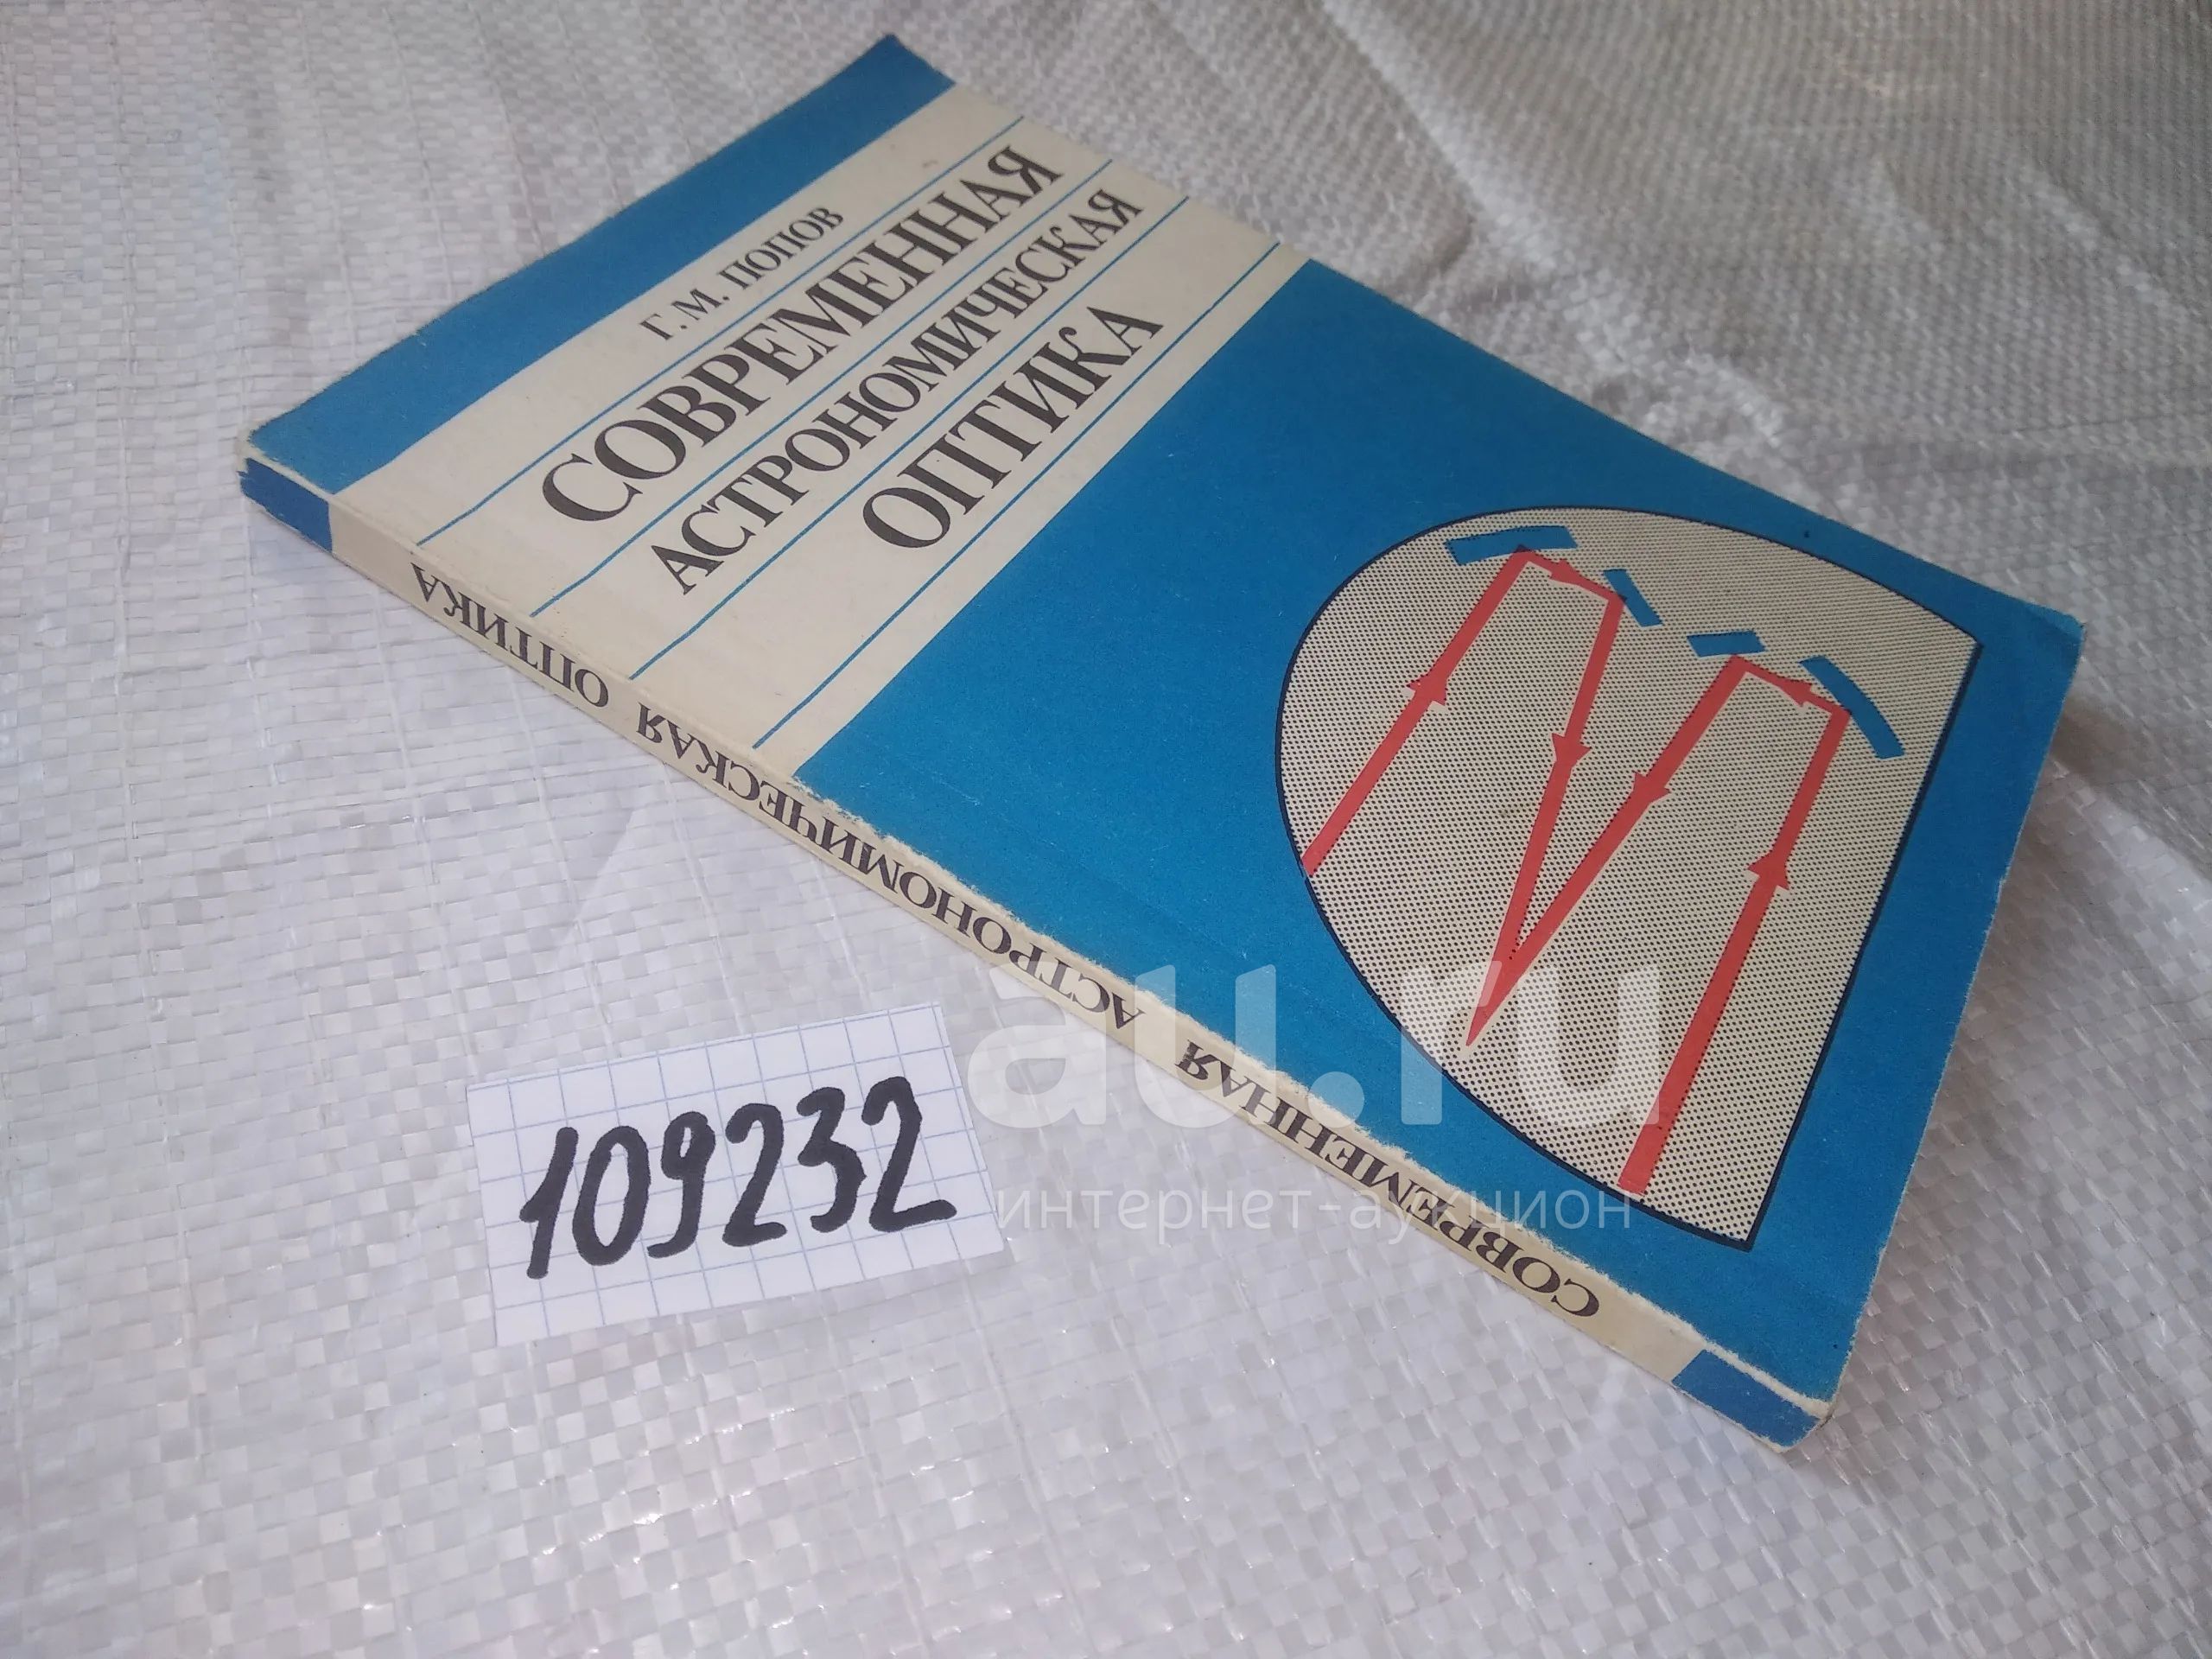 Г. М. ПОПОВ
СОВРЕМЕННАЯ
АСТРОНОМИЧЕСКАЯ
ОПТИКА
СОВРЕМЕННАЯ АСТРОНОМИЧЕСКАЯ ОПТИКА
109232
au.ru
интернет-аукцион